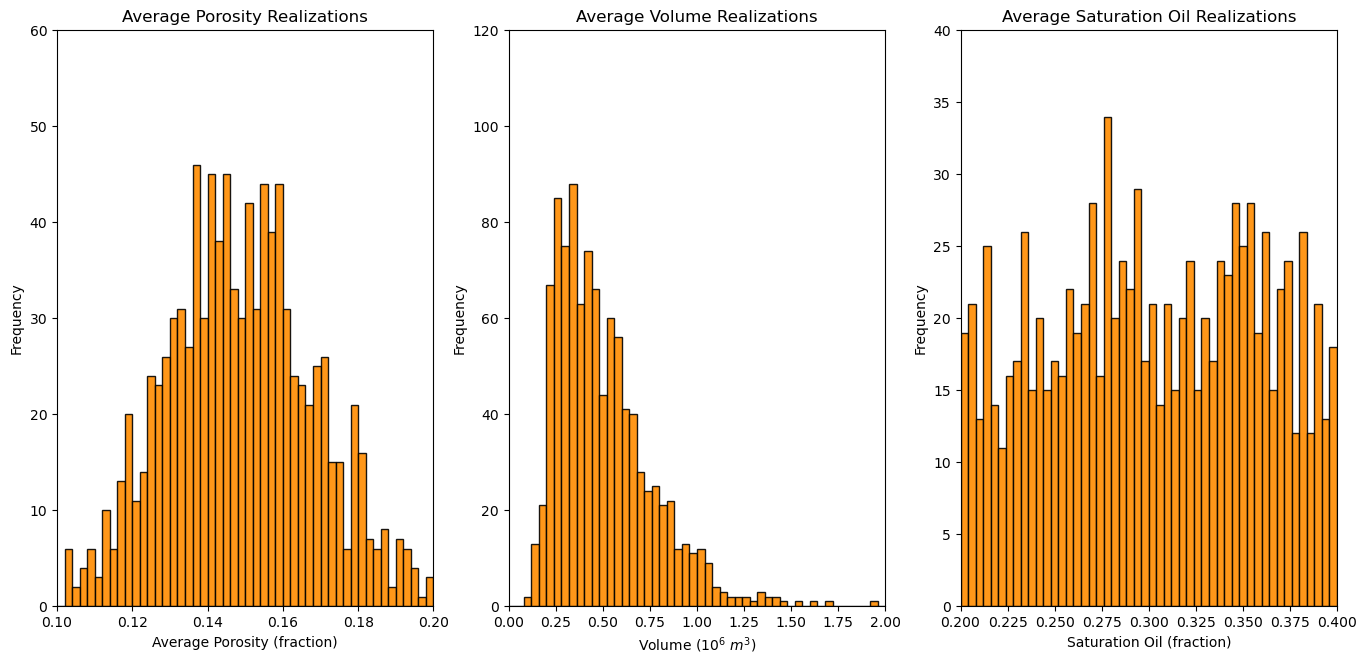 Average Porosity Realizations
60
50
40
30
20
10
0
Frequency
0.10 0.12 0.14 0.16 0.18 0.20
Average Porosity (fraction)
Average Volume Realizations
120
100
80
60
40
20
0
Frequency
0.00 0.25 0.50 0.75 1.00 1.25 1.50 1.75 2.00
Volume (10⁶ m³)
Average Saturation Oil Realizations
40
35
30
25
20
15
10
5
0
Frequency
0.200 0.225 0.250 0.275 0.300 0.325 0.350 0.375 0.400
Saturation Oil (fraction)